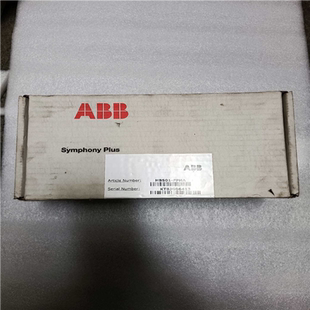 ABB
Symphony Plus
ABB
Article Number:
Serial Number: